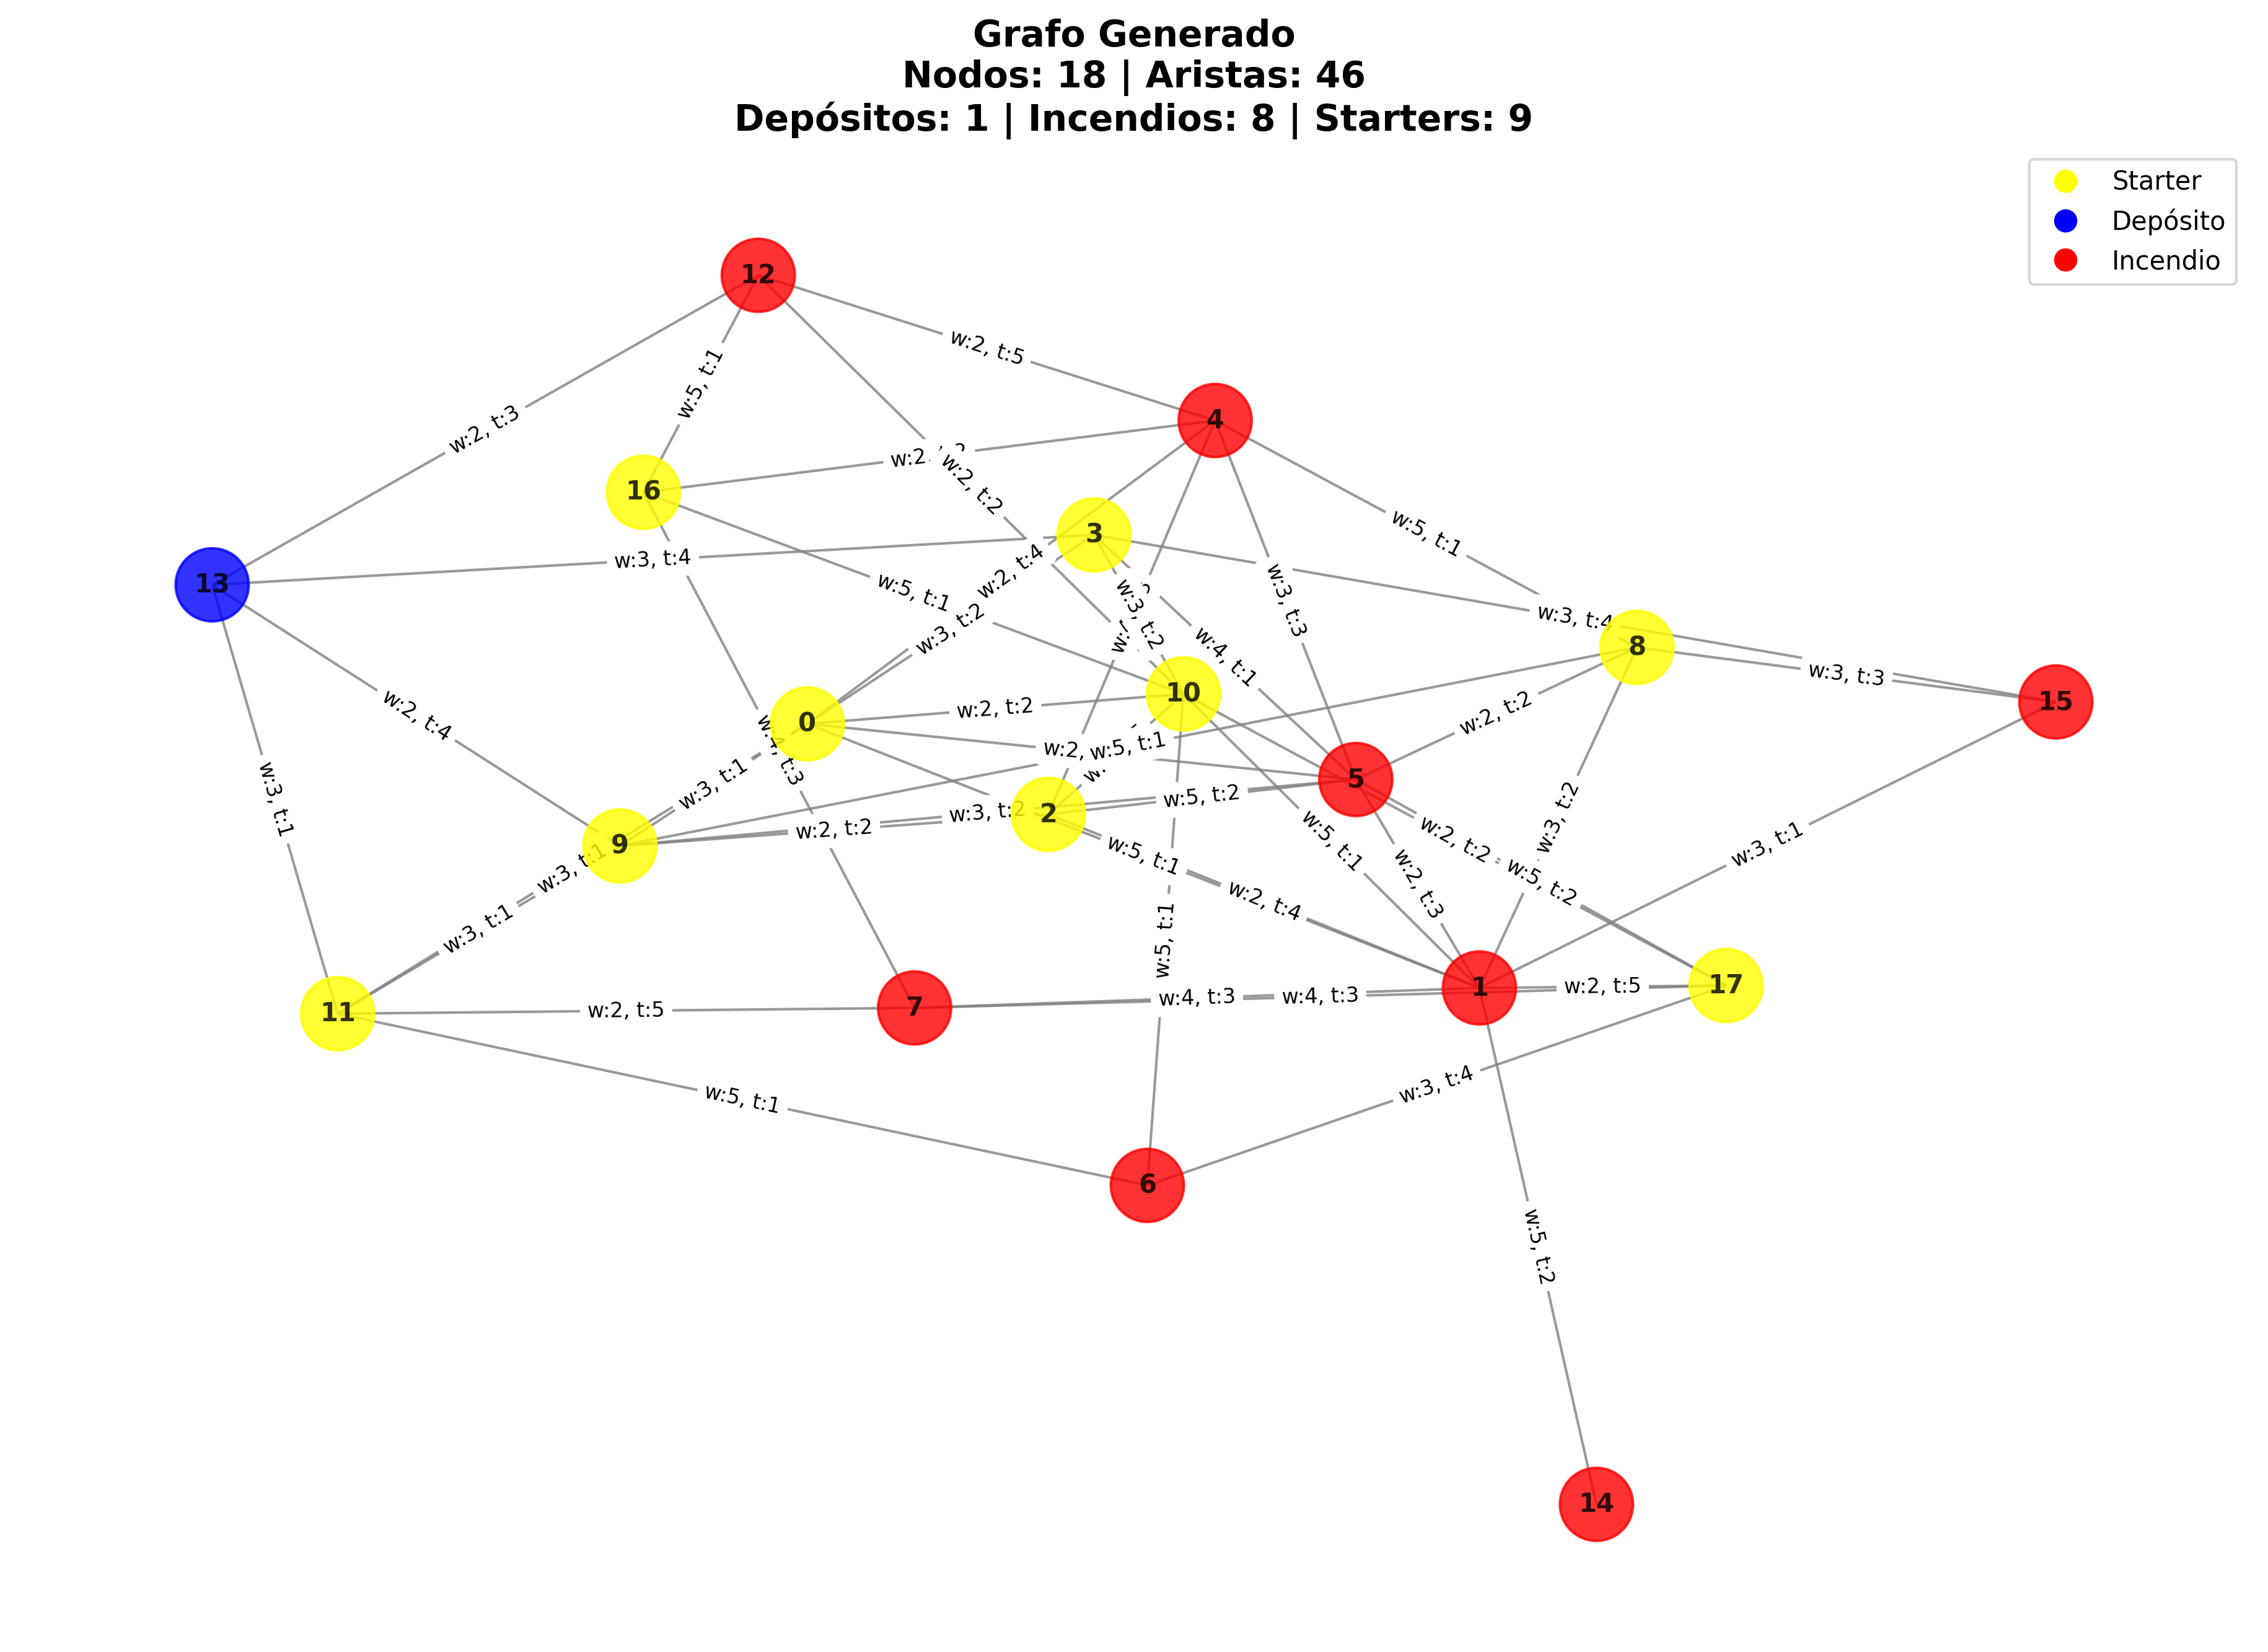 Grafo Generado
Nodos: 18 | Aristas: 46
Depósitos: 1 | Incendios: 8 | Starters: 9
Starter
Depósito
Incendio
12
w:2, t:5
w:5, t:1
w:2, t:3
4
w:2
w:2, t:2
16
w:5, t:1
3
w:3, t:4
w:2, t:4
13
w:5, t:1
w:3, t:2
w:3, t:3
w:3, t:4
w:3, t:2
w:4, t:1
8
w:3, t:3
15
10
w:2, t:2
w:2, t:4
0
w:2, t:2
w:2,
w:5, t:1
w:4, t:3
w:3, t:1
5
w:3, t:1
w:5, t:2
w:3, t:2
2
w:2, t:2
9
w:3, t:2
w:5, t:1
w:2, t:2
w:3, t:1
w:5, t:1
w:3, t:1
w:5, t:2
w:2, t:3
w:2, t:4
w:3, t:1
w:5, t:1
1
w:2, t:5
17
w:4, t:3
w:4, t:3
7
w:2, t:5
11
w:3, t:4
w:5, t:1
6
w:5, t:2
14